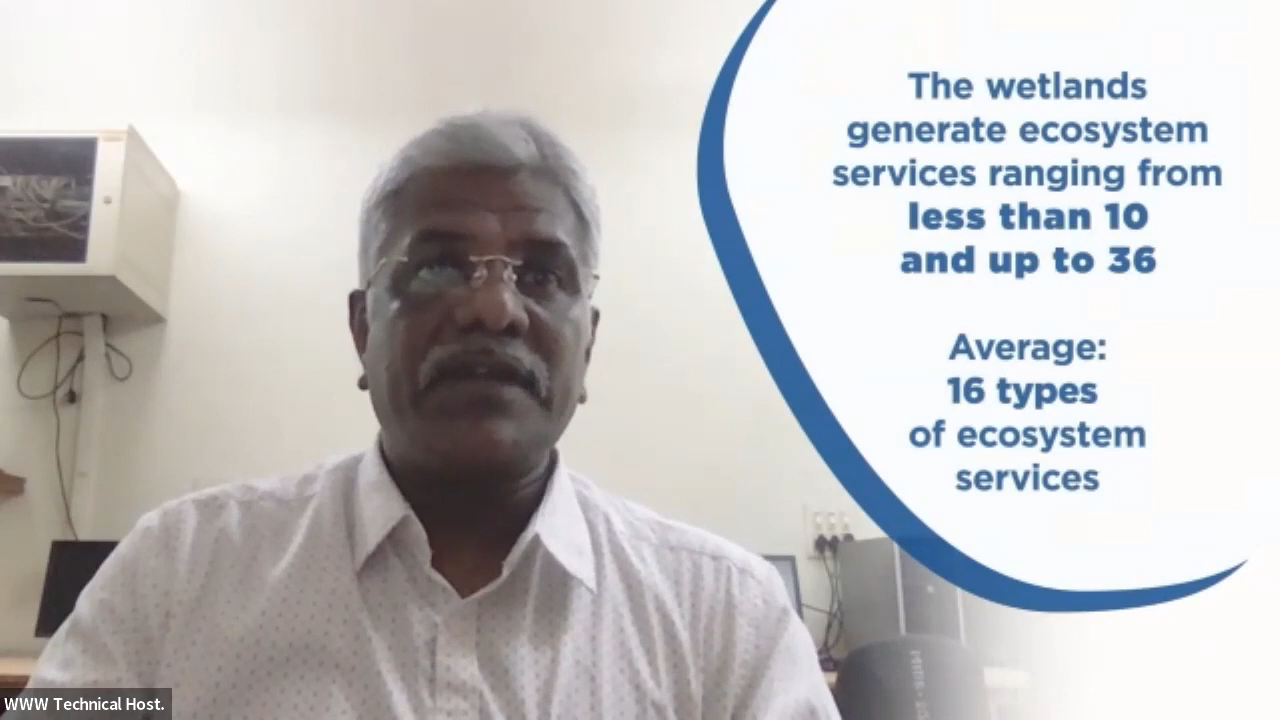 The wetlands
generate ecosystem
services ranging from
less than 10
and up to 36
Average:
16 types
of ecosystem
services
WWW Technical Host.